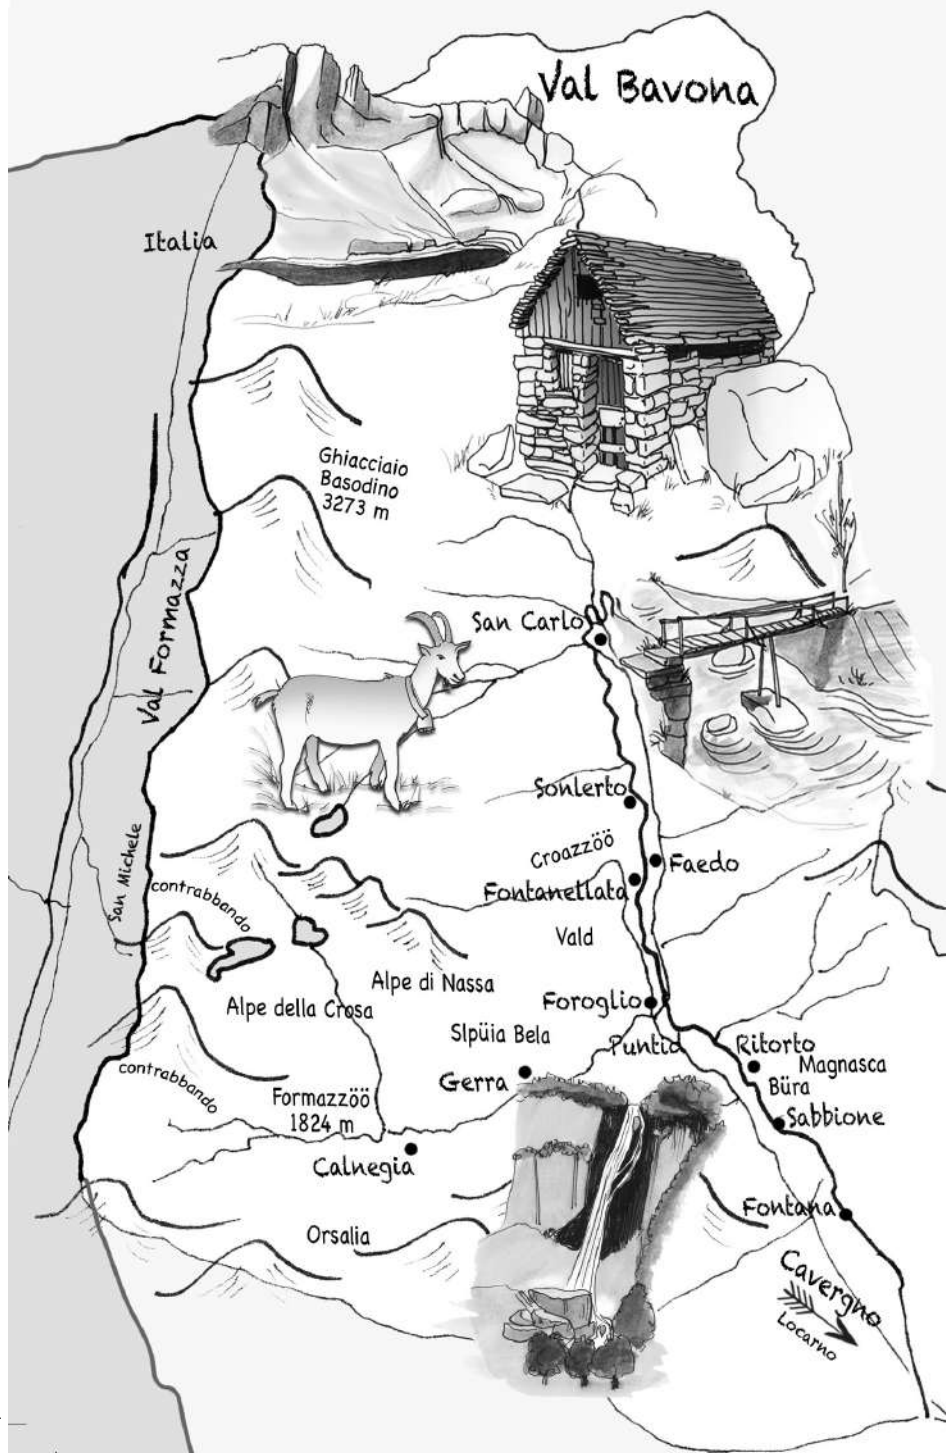 Val Bavona
Italia
Ghiacciaio
Basodino
3273 m
Val Formazza
San Carlo
Sonlerto
Croazzöö
Faedo
San Michele
contrabbando
Fontanellata
Vald
Alpe di Nassa
Foroglio
Alpe della Crosa
Slpüia Bela
Puntid
Ritorto
Magnasca
Gerra
Büra
contrabbando
Formazzöö
1824 m
Sabbione
Calnegia
Fontana
Orsalia
Cavergno
Locarno